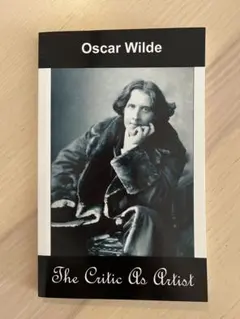 Oscar Wilde
The Critic As Artist